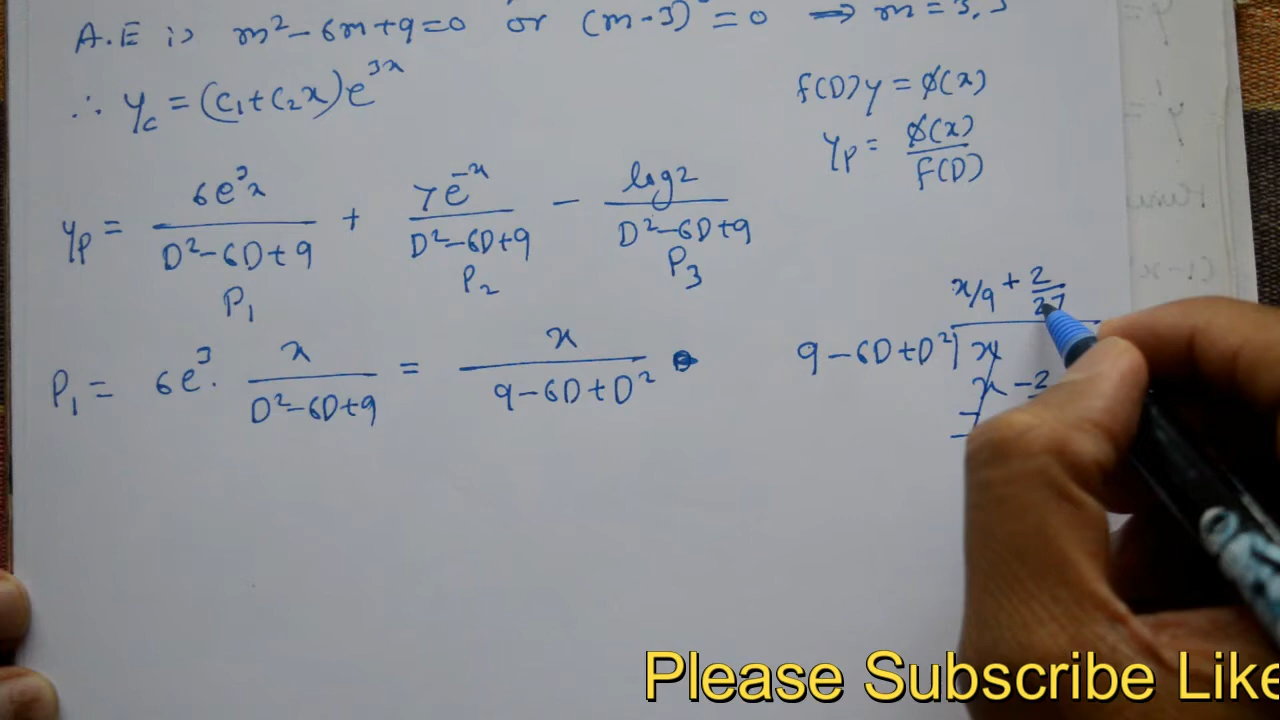 A.E is m²-6m+9=0 or (m-3)²=0 ⇒ m=3,3
∴ y_c = (c₁+c₂x)e^3x
f(D)y = φ(x)
y_p = φ(x)/f(D)
y_p = 6e³x/(D²-6D+9) + 7e^-x/(D²-6D+9) - log2/(D²-6D+9)
P₁ P₂ P₃
P₁ = 6e³· x/(D²-6D+9) = x/(9-6D+D²)
x/9 + 2/27
9-6D+D²) x
x -2
Please Subscribe Like